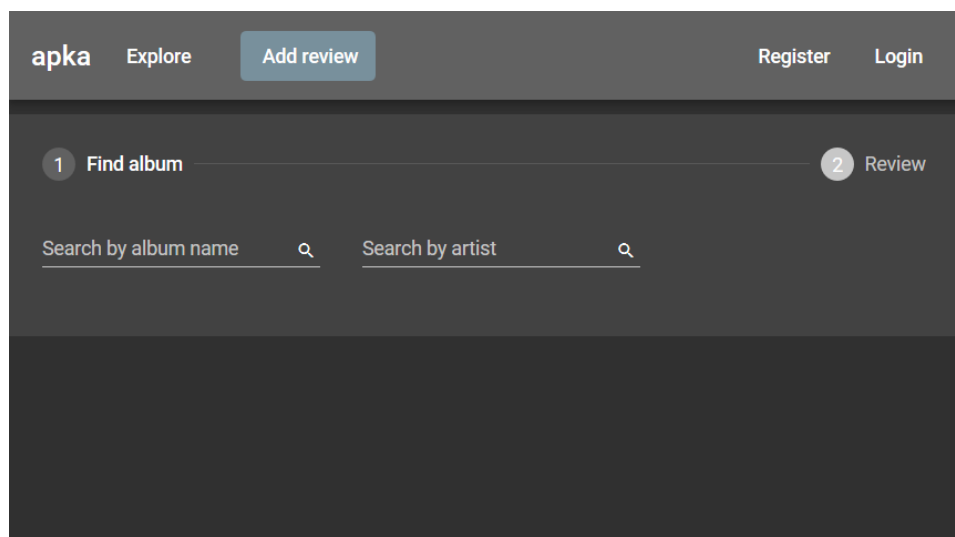 apka Explore Add review Register Login
1 Find album 2 Review
Search by album name Search by artist